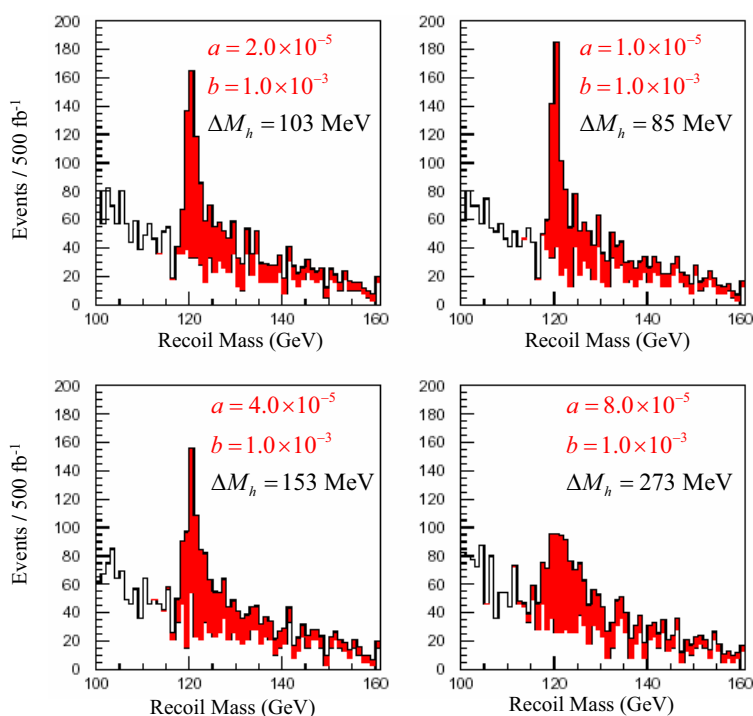 200
180
160
140
120
100
80
60
40
20
0
Events / 500 fb⁻¹
a = 2.0×10⁻⁵
b = 1.0×10⁻³
ΔM_h = 103 MeV
100 120 140 160
Recoil Mass (GeV)
200
180
160
140
120
100
80
60
40
20
0
a = 1.0×10⁻⁵
b = 1.0×10⁻³
ΔM_h = 85 MeV
100 120 140 160
Recoil Mass (GeV)
200
180
160
140
120
100
80
60
40
20
0
Events / 500 fb⁻¹
a = 4.0×10⁻⁵
b = 1.0×10⁻³
ΔM_h = 153 MeV
100 120 140 160
Recoil Mass (GeV)
200
180
160
140
120
100
80
60
40
20
0
a = 8.0×10⁻⁵
b = 1.0×10⁻³
ΔM_h = 273 MeV
100 120 140 160
Recoil Mass (GeV)